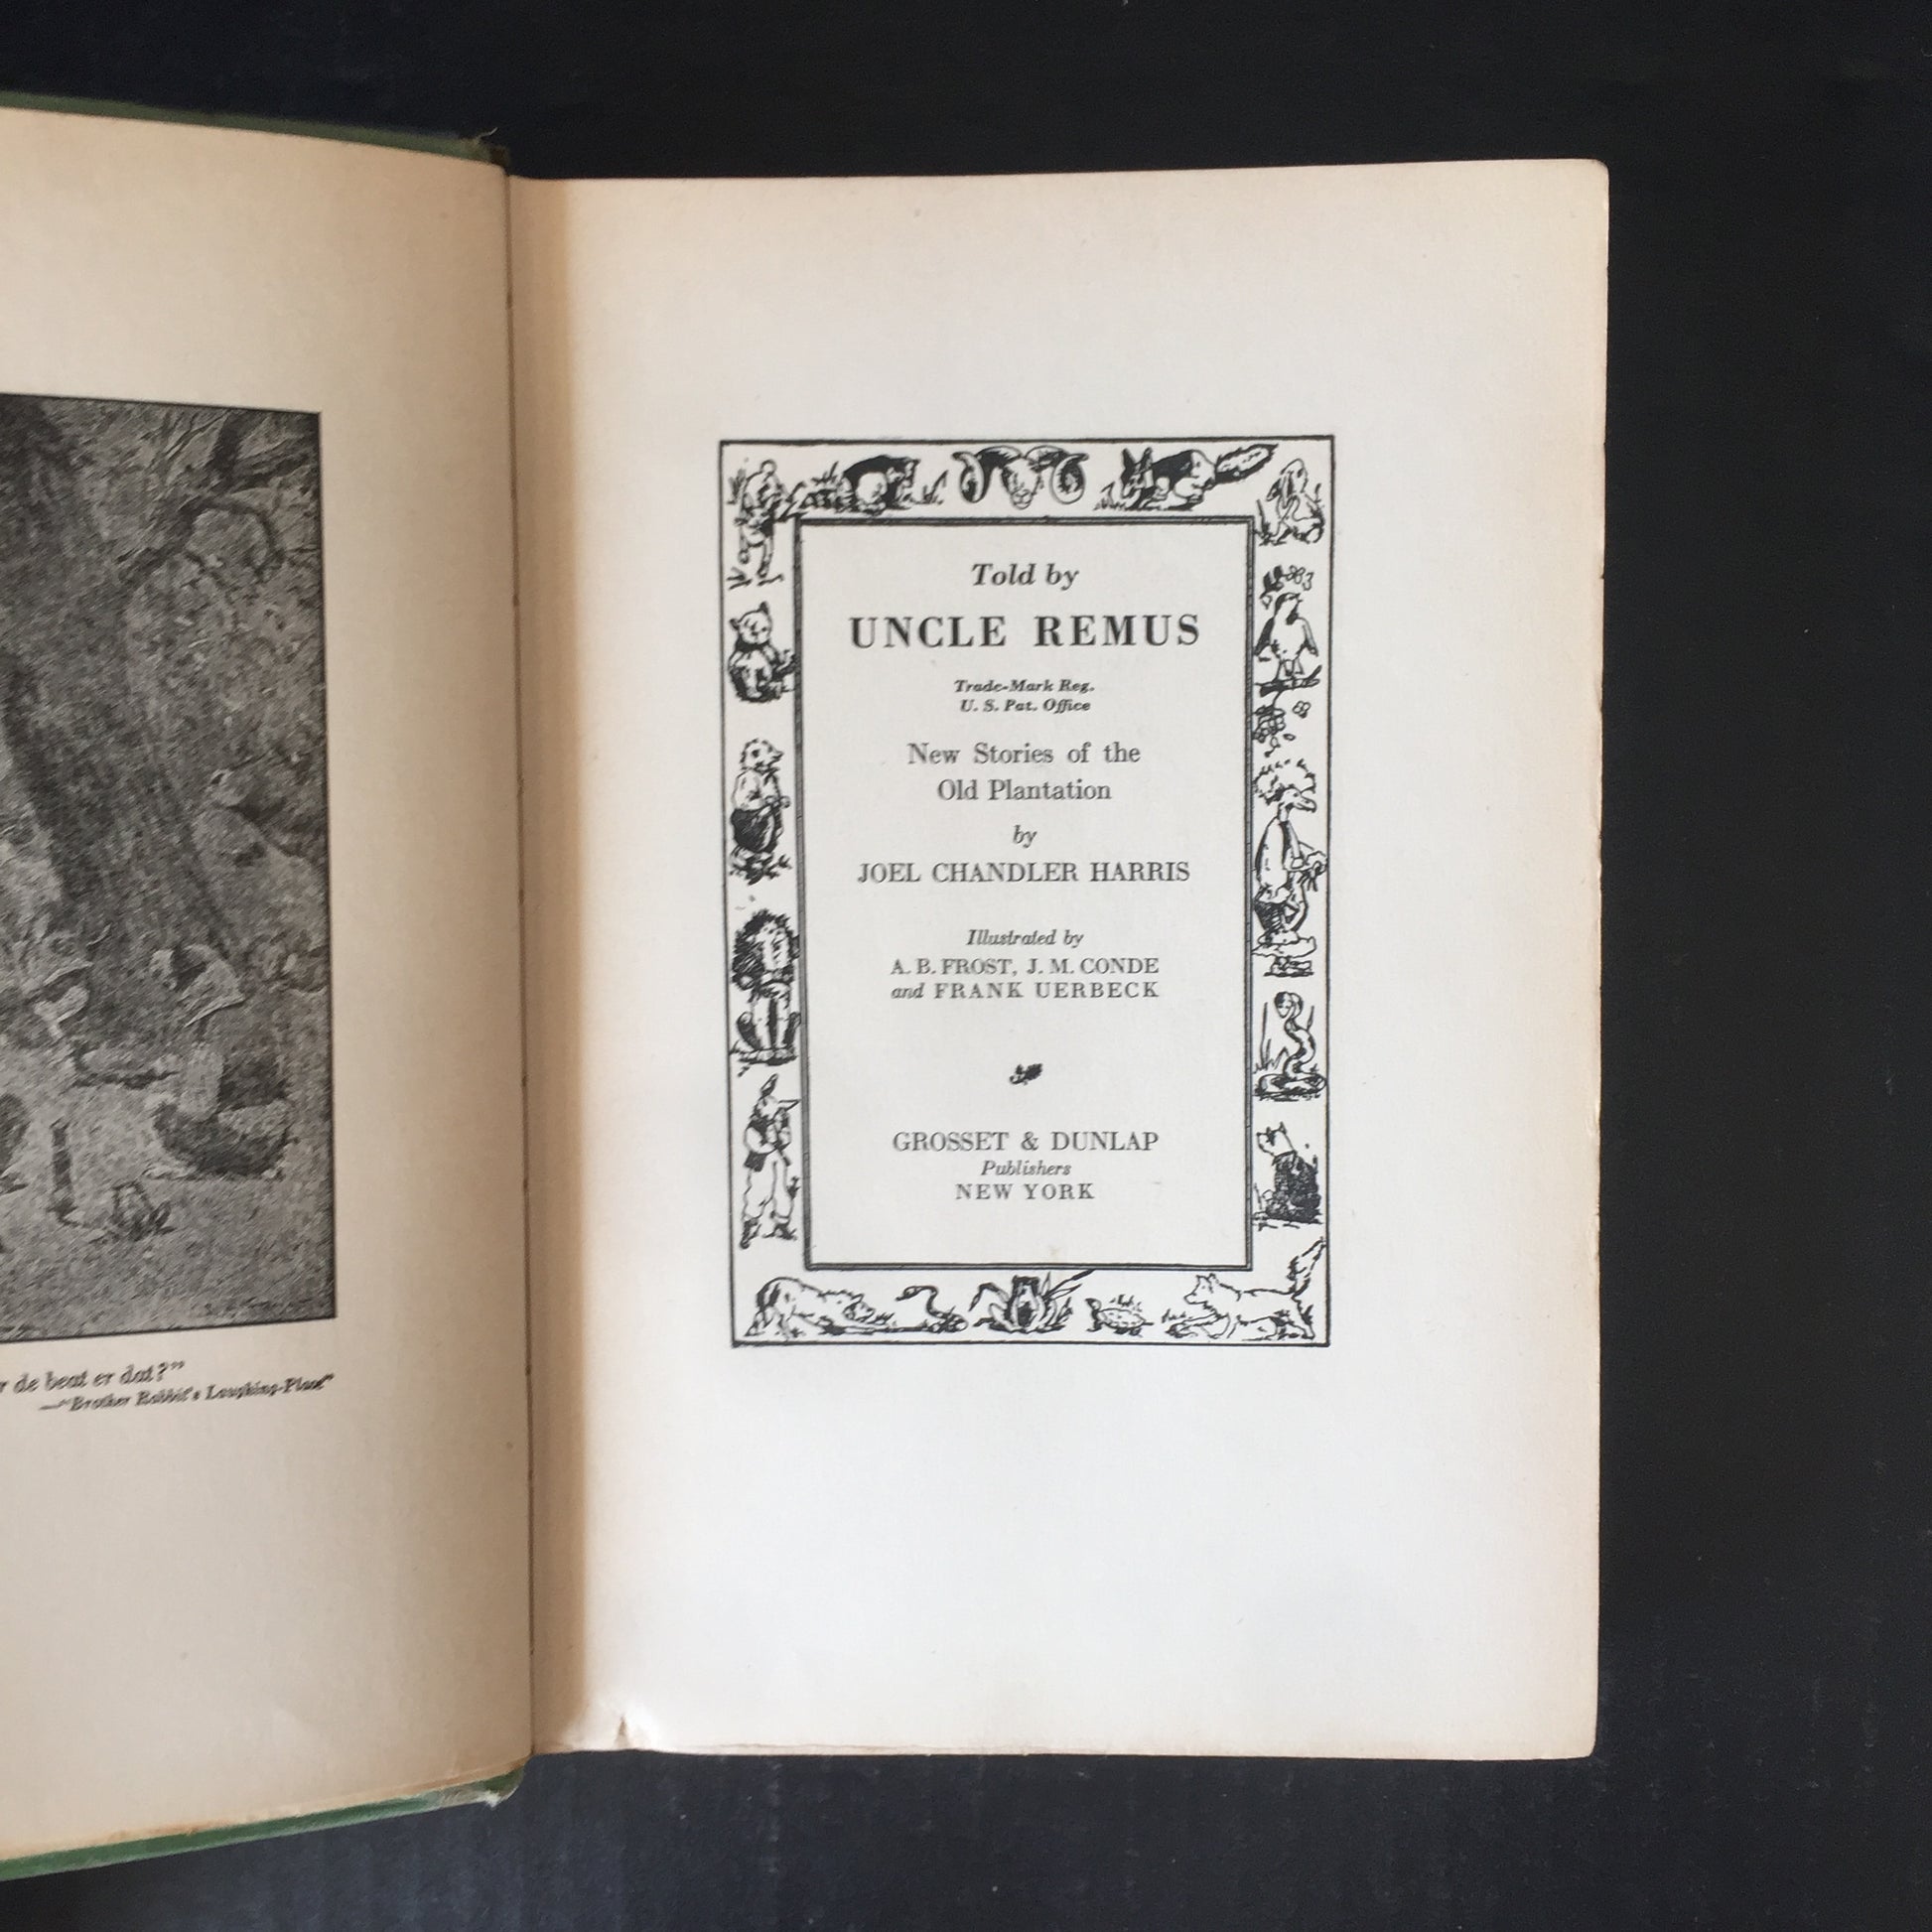 de beat er dat?"
—"Brother Rabbit's Laughing-Place"
Told by
UNCLE REMUS
Trade-Mark Reg.
U. S. Pat. Office
New Stories of the
Old Plantation
by
JOEL CHANDLER HARRIS
Illustrated by
A. B. FROST, J. M. CONDE
and FRANK UERBECK
GROSSET & DUNLAP
Publishers
NEW YORK